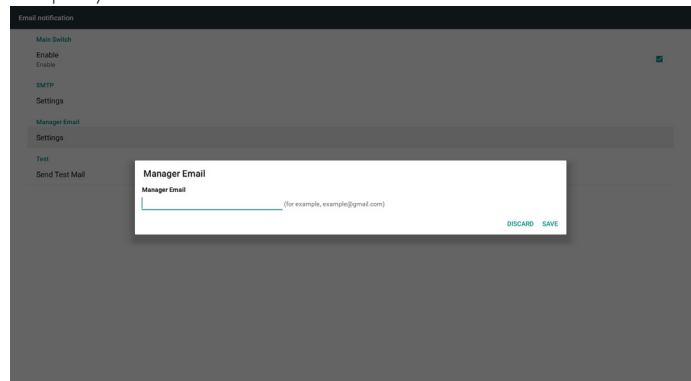 Email notification
Main Switch
Enable
Enable
SMTP
Settings
Manager Email
Settings
Test
Send Test Mail
Manager Email
Manager Email
(for example, example@gmail.com)
DISCARD SAVE